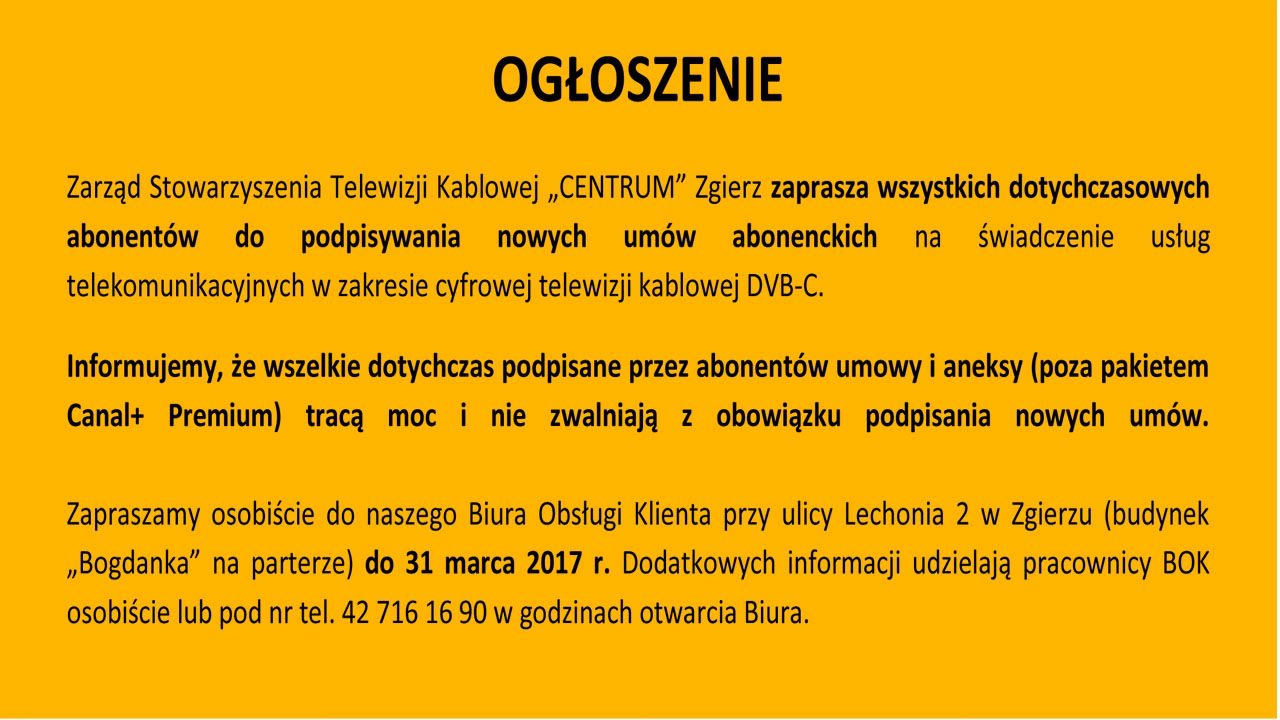 OGŁOSZENIE
Zarząd Stowarzyszenia Telewizji Kablowej „CENTRUM” Zgierz zaprasza wszystkich dotychczasowych
abonentów do podpisywania nowych umów abonenckich na świadczenie usług
telekomunikacyjnych w zakresie cyfrowej telewizji kablowej DVB-C.
Informujemy, że wszelkie dotychczas podpisane przez abonentów umowy i aneksy (poza pakietem
Canal+ Premium) tracą moc i nie zwalniają z obowiązku podpisania nowych umów.
Zapraszamy osobiście do naszego Biura Obsługi Klienta przy ulicy Lechonia 2 w Zgierzu (budynek
„Bogdanka” na parterze) do 31 marca 2017 r. Dodatkowych informacji udzielają pracownicy BOK
osobiście lub pod nr tel. 42 716 16 90 w godzinach otwarcia Biura.